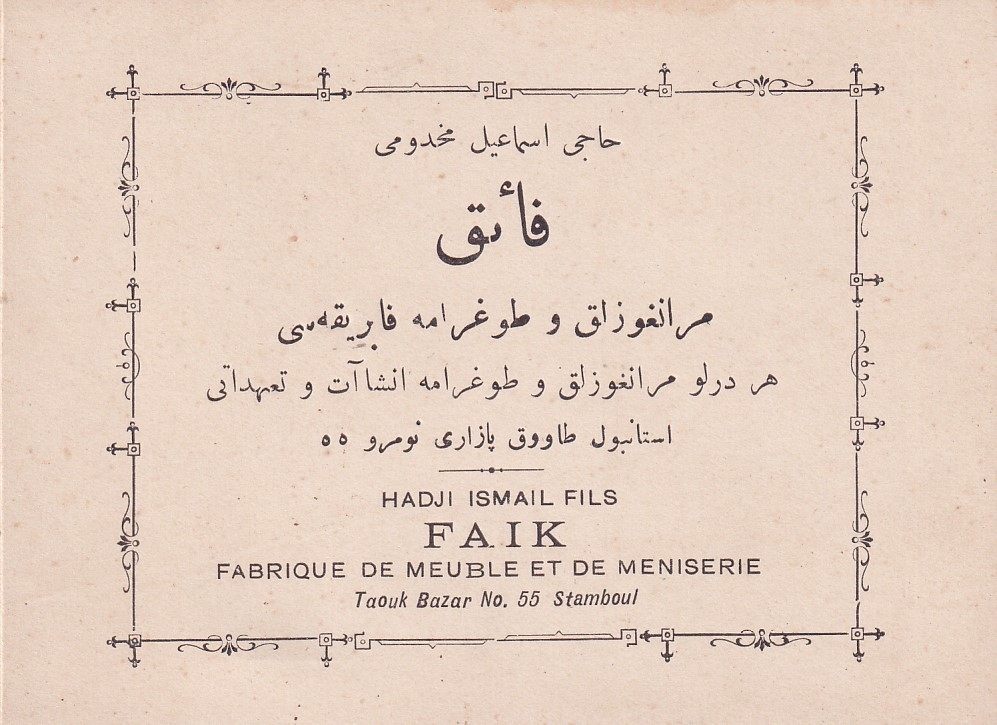 حاجی اسماعیل مخدومی
فائق
مرانغوزلق و طوغرامه فابریقه‌سی
هر درلو مرانغوزلق و طوغرامه انشاآت و تعهداتی
استانبول طاووق پازاری نومرو ٥٥
HADJI ISMAIL FILS
FAIK
FABRIQUE DE MEUBLE ET DE MENISERIE
Taouk Bazar No. 55 Stamboul